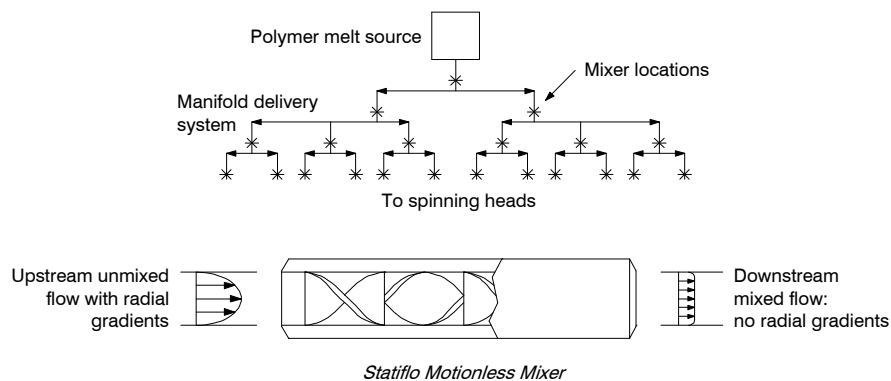 Polymer melt source
Mixer locations
Manifold delivery
system
To spinning heads
Upstream unmixed
flow with radial
gradients
Downstream
mixed flow:
no radial gradients
Statiflo Motionless Mixer